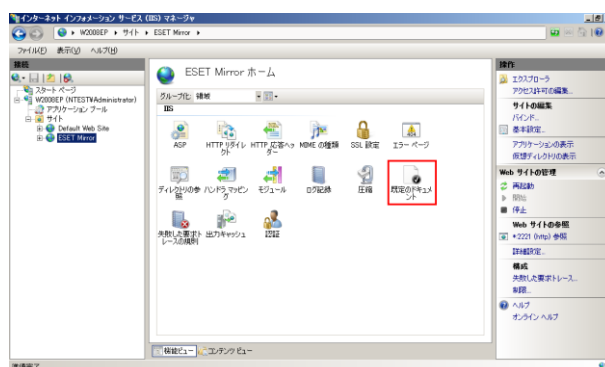 インターネット インフォメーション サービス (IIS) マネージャ
W2008EP ▸ サイト ▸ ESET Mirror ▸
ファイル(F) 表示(V) ヘルプ(H)
接続
スタート ページ
W2008EP (NTEST¥Administrator)
アプリケーション プール
サイト
Default Web Site
ESET Mirror
ESET Mirror ホーム
グループ化: 領域
IIS
ASP
HTTP リダイレクト
HTTP 応答ヘッダー
MIME の種類
SSL 設定
エラー ページ
ディレクトリの参照
ハンドラ マッピング
モジュール
ログ記録
圧縮
既定のドキュメント
失敗した要求トレースの規則
出力キャッシュ
認証
機能ビュー
コンテンツ ビュー
操作
エクスプローラ
アクセス許可の編集...
サイトの編集
バインド...
基本設定...
アプリケーションの表示
仮想ディレクトリの表示
Web サイトの管理
再起動
開始
停止
Web サイトの参照
*:2221 (http) 参照
詳細設定...
構成
失敗した要求トレース...
制限...
ヘルプ
オンライン ヘルプ
準備完了